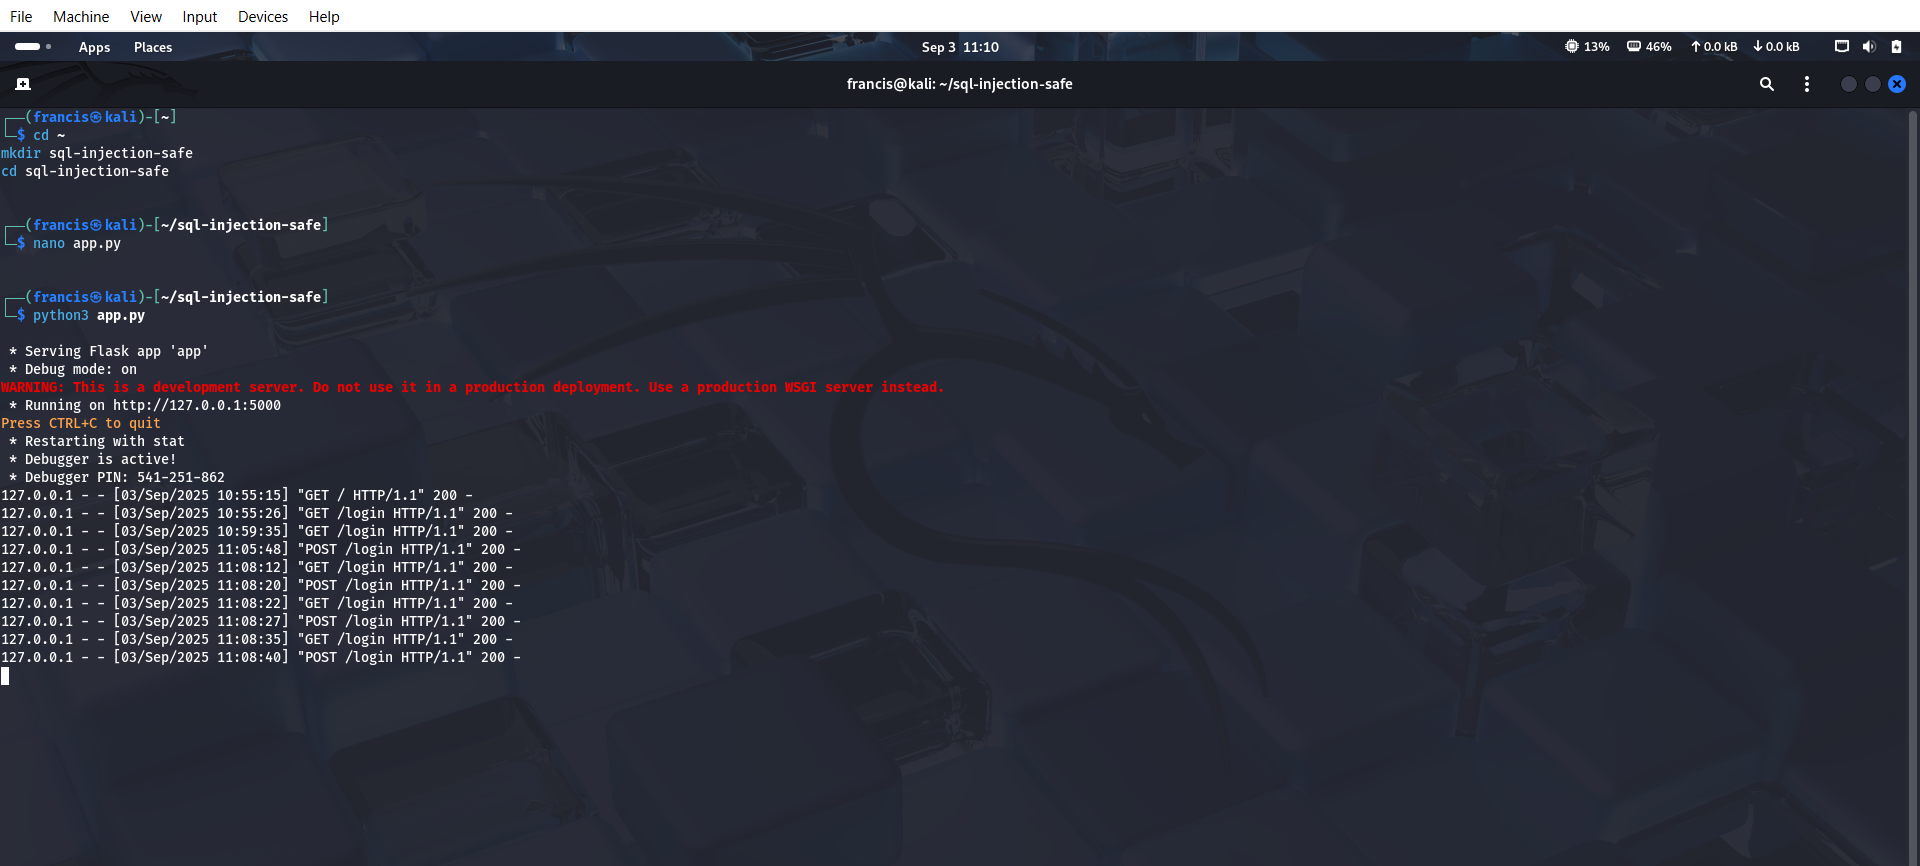 File Machine View Input Devices Help
Apps Places Sep 3 11:10 13% 46% 0.0 kB 0.0 kB
francis@kali: ~/sql-injection-safe
┌──(francis㉿kali)-[~]
└─$ cd ~
mkdir sql-injection-safe
cd sql-injection-safe
┌──(francis㉿kali)-[~/sql-injection-safe]
└─$ nano app.py
┌──(francis㉿kali)-[~/sql-injection-safe]
└─$ python3 app.py
* Serving Flask app 'app'
* Debug mode: on
WARNING: This is a development server. Do not use it in a production deployment. Use a production WSGI server instead.
* Running on http://127.0.0.1:5000
Press CTRL+C to quit
* Restarting with stat
* Debugger is active!
* Debugger PIN: 541-251-862
127.0.0.1 - - [03/Sep/2025 10:55:15] "GET / HTTP/1.1" 200 -
127.0.0.1 - - [03/Sep/2025 10:55:26] "GET /login HTTP/1.1" 200 -
127.0.0.1 - - [03/Sep/2025 10:59:35] "GET /login HTTP/1.1" 200 -
127.0.0.1 - - [03/Sep/2025 11:05:48] "POST /login HTTP/1.1" 200 -
127.0.0.1 - - [03/Sep/2025 11:08:12] "GET /login HTTP/1.1" 200 -
127.0.0.1 - - [03/Sep/2025 11:08:20] "POST /login HTTP/1.1" 200 -
127.0.0.1 - - [03/Sep/2025 11:08:22] "GET /login HTTP/1.1" 200 -
127.0.0.1 - - [03/Sep/2025 11:08:27] "POST /login HTTP/1.1" 200 -
127.0.0.1 - - [03/Sep/2025 11:08:35] "GET /login HTTP/1.1" 200 -
127.0.0.1 - - [03/Sep/2025 11:08:40] "POST /login HTTP/1.1" 200 -